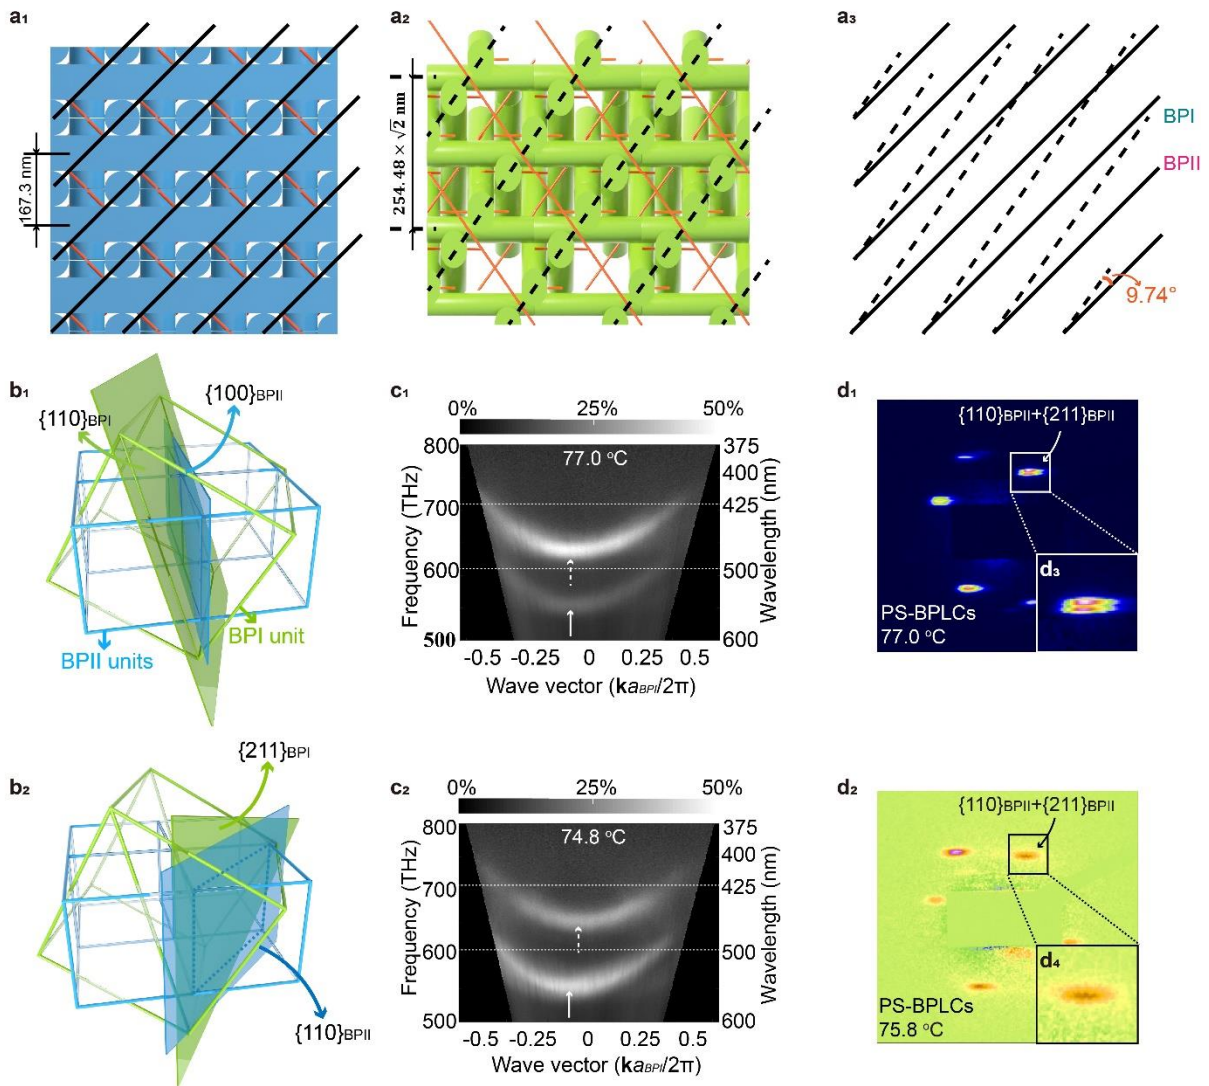 a₁
167.3 nm
a₂
254.48 × √2 nm
a₃
BPI
BPII
9.74°
b₁
{100}BPII
{110}BPI
BPI unit
BPII units
c₁
0% 25% 50%
77.0 °C
800 375
400
700 425
600 500
500 600
Frequency (THz)
Wavelength (nm)
-0.5 -0.25 0 0.25 0.5
Wave vector (kaBPI/2π)
d₁
{110}BPII+{211}BPII
d₃
PS-BPLCs
77.0 °C
b₂
{211}BPI
{110}BPII
c₂
0% 25% 50%
74.8 °C
800 375
400
700 425
600 500
500 600
Frequency (THz)
Wavelength (nm)
-0.5 -0.25 0 0.25 0.5
Wave vector (kaBPI/2π)
d₂
{110}BPII+{211}BPII
d₄
PS-BPLCs
75.8 °C